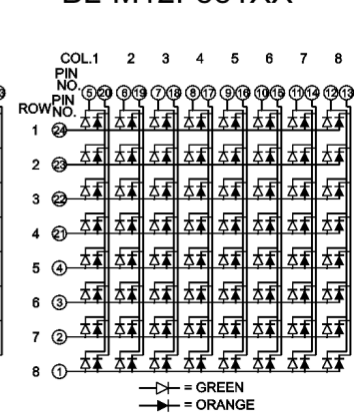 COL.1 2 3 4 5 6 7 8
PIN
NO. 5 20 6 19 7 18 8 17 9 16 10 15 11 14 12 13
ROW PIN
NO.
1 24
2 23
3 22
4 21
5 4
6 3
7 2
8 1
= GREEN
= ORANGE